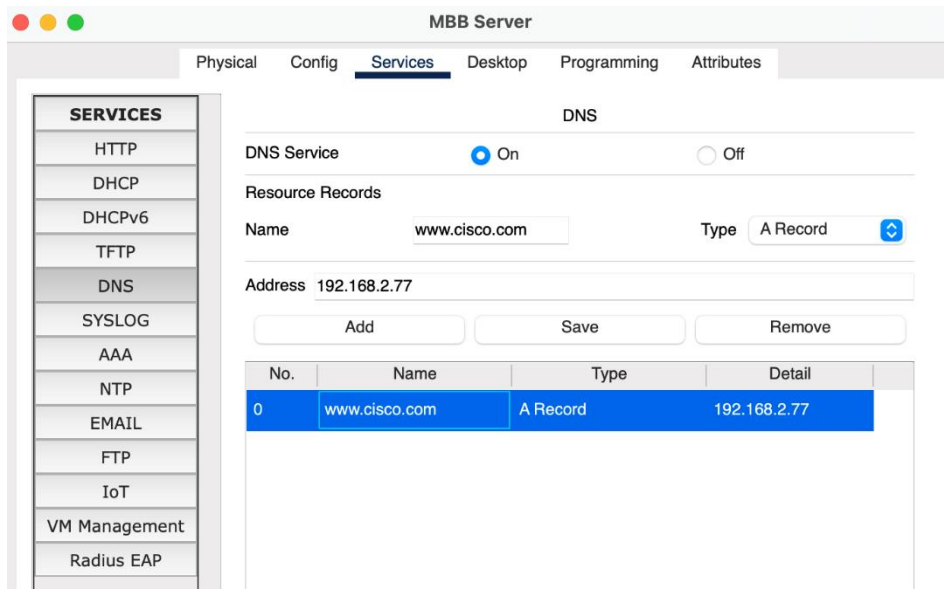 MBB Server
Physical Config Services Desktop Programming Attributes
SERVICES
HTTP
DHCP
DHCPv6
TFTP
DNS
SYSLOG
AAA
NTP
EMAIL
FTP
IoT
VM Management
Radius EAP
DNS
DNS Service On Off
Resource Records
Name www.cisco.com Type A Record
Address 192.168.2.77
Add Save Remove
No. Name Type Detail
0 www.cisco.com A Record 192.168.2.77